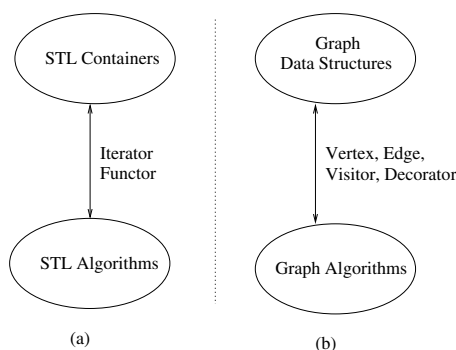 STL Containers
Iterator
Functor
STL Algorithms
(a)
Graph
Data Structures
Vertex, Edge,
Visitor, Decorator
Graph Algorithms
(b)